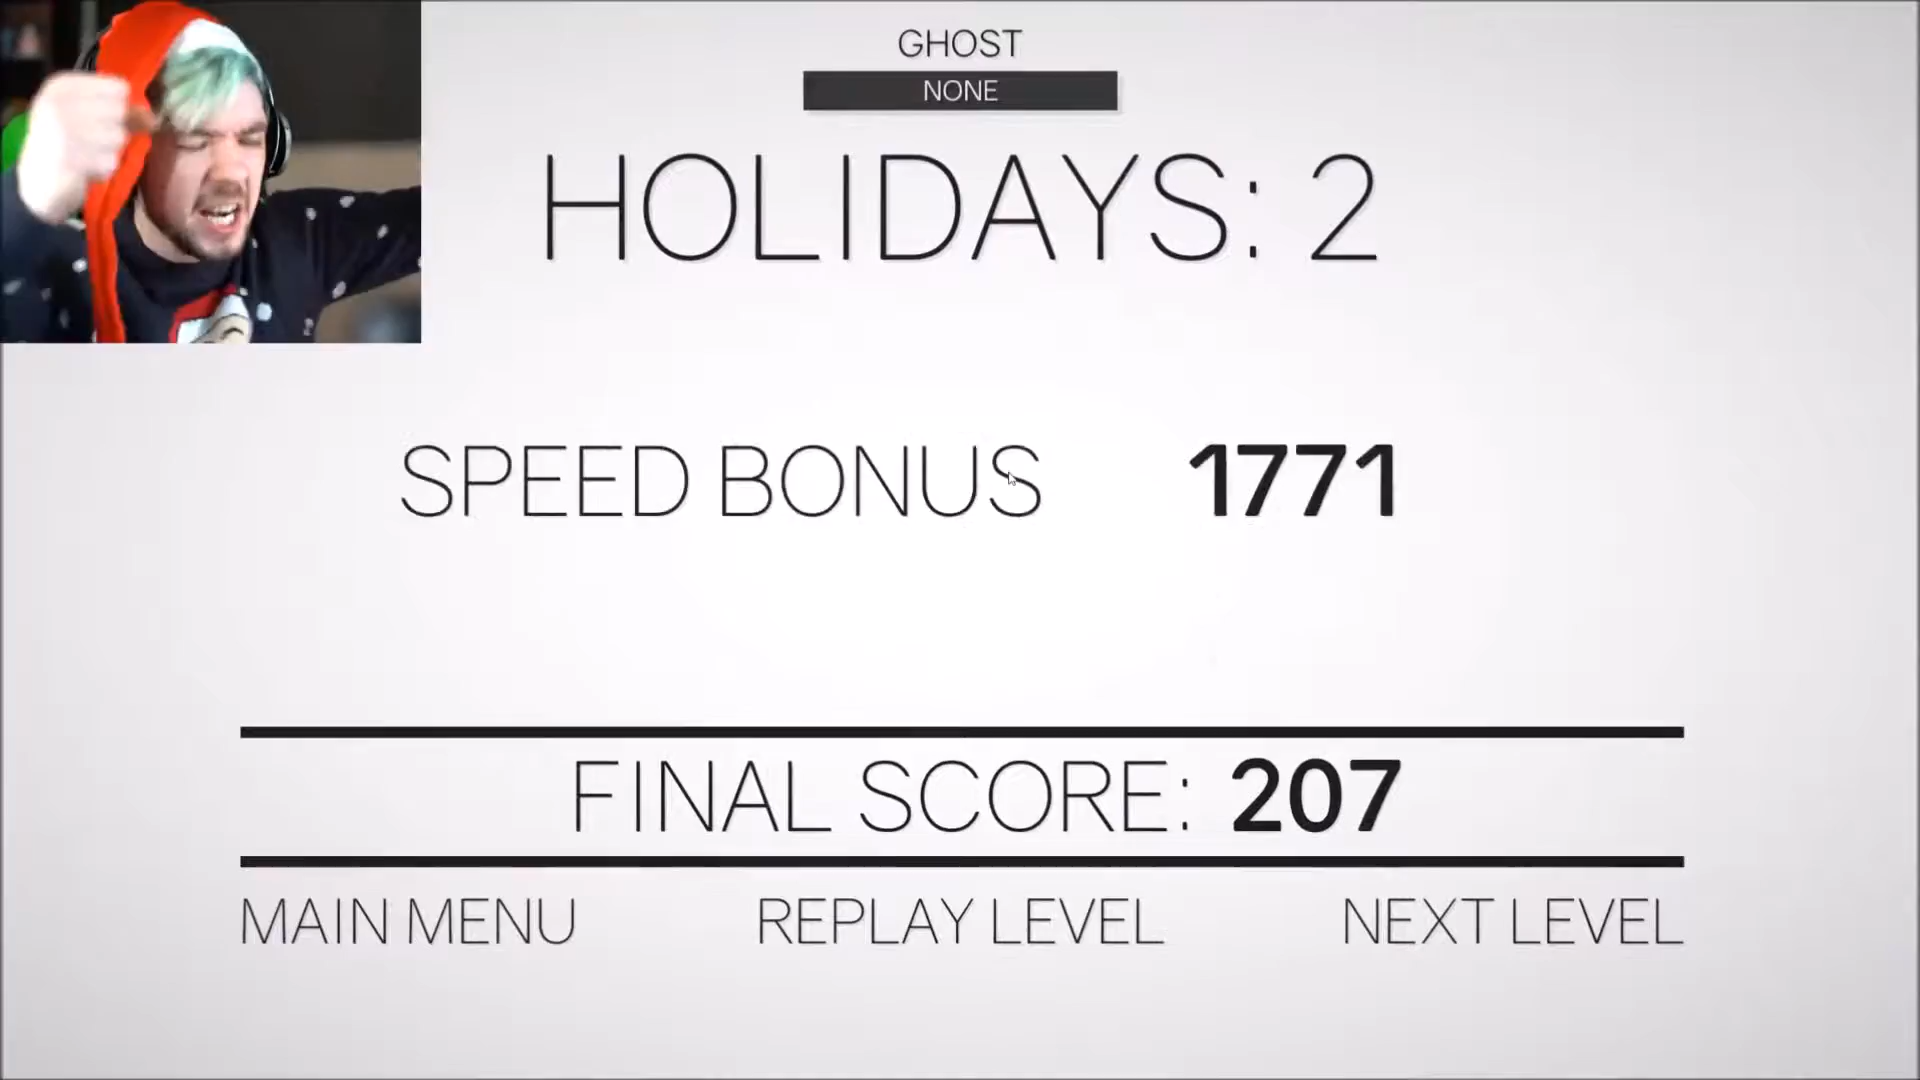 GHOST
NONE
HOLIDAYS: 2
SPEED BONUS 1771
FINAL SCORE: 207
MAIN MENU REPLAY LEVEL NEXT LEVEL